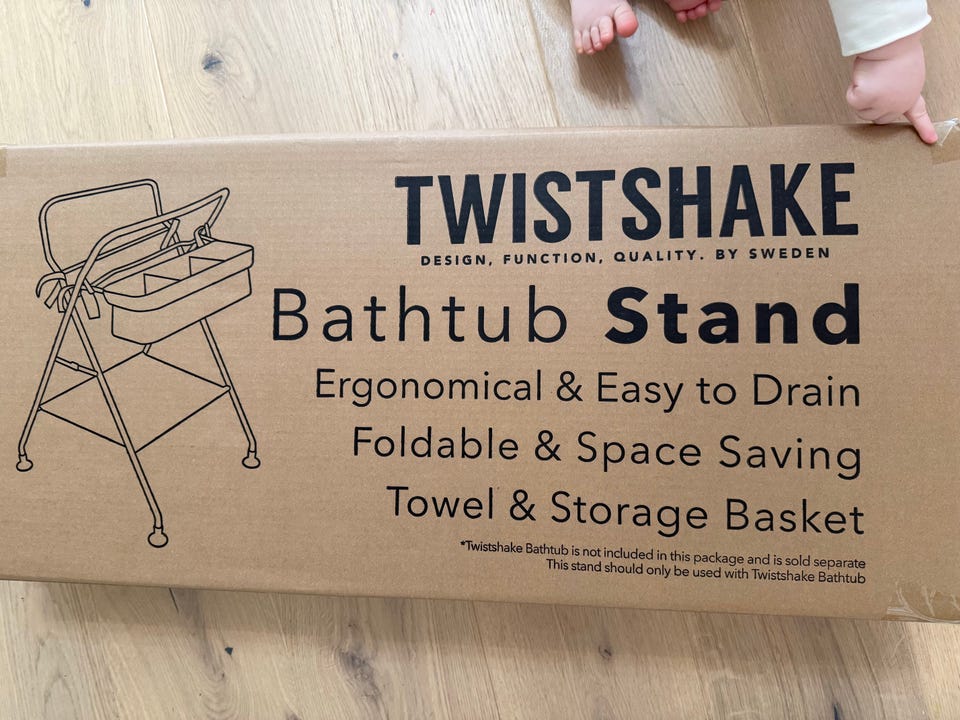 TWISTSHAKE
DESIGN, FUNCTION, QUALITY. BY SWEDEN
Bathtub Stand
Ergonomical & Easy to Drain
Foldable & Space Saving
Towel & Storage Basket
*Twistshake Bathtub is not included in this package and is sold separate
This stand should only be used with Twistshake Bathtub